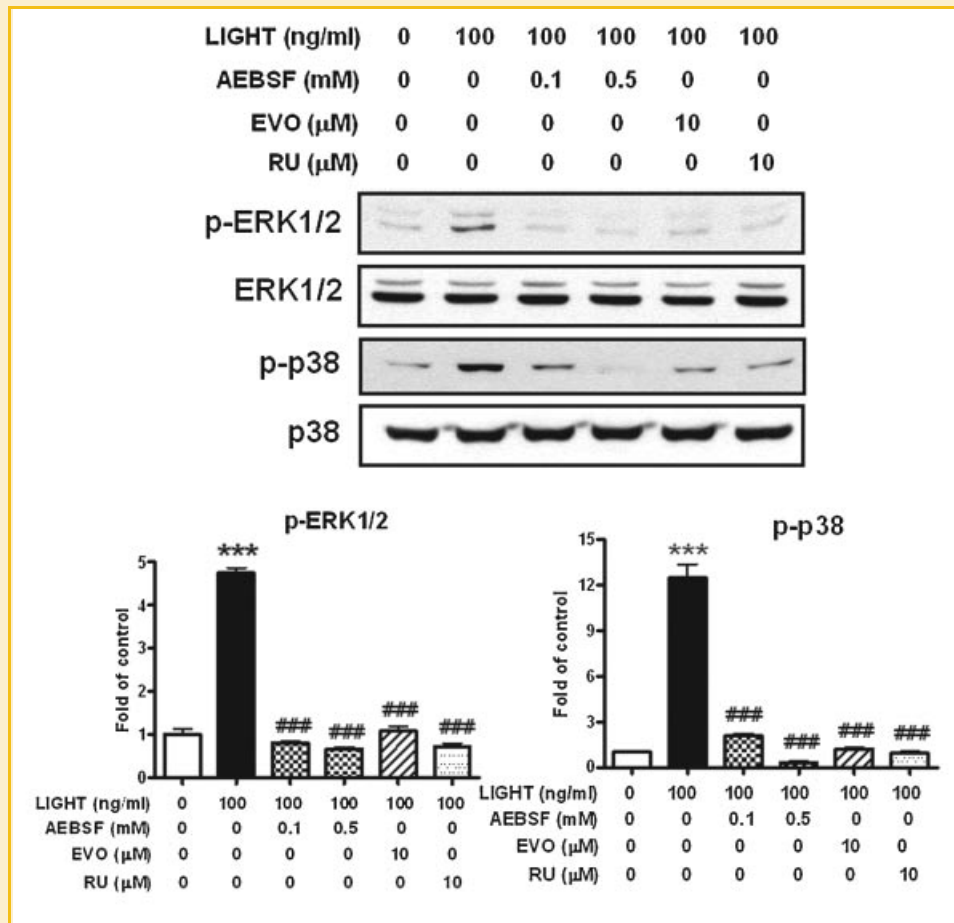 LIGHT (ng/ml) 0 100 100 100 100 100
AEBSF (mM) 0 0 0.1 0.5 0 0
EVO (μM) 0 0 0 0 10 0
RU (μM) 0 0 0 0 0 10
p-ERK1/2
ERK1/2
p-p38
p38
p-ERK1/2
Fold of control
5
4
3
2
1
0
***
### ### ### ###
LIGHT (ng/ml) 0 100 100 100 100 100
AEBSF (mM) 0 0 0.1 0.5 0 0
EVO (μM) 0 0 0 0 10 0
RU (μM) 0 0 0 0 0 10
p-p38
Fold of control
15
12
9
6
3
0
***
### ### ### ###
LIGHT (ng/ml) 0 100 100 100 100 100
AEBSF (mM) 0 0 0.1 0.5 0 0
EVO (μM) 0 0 0 0 10 0
RU (μM) 0 0 0 0 0 10